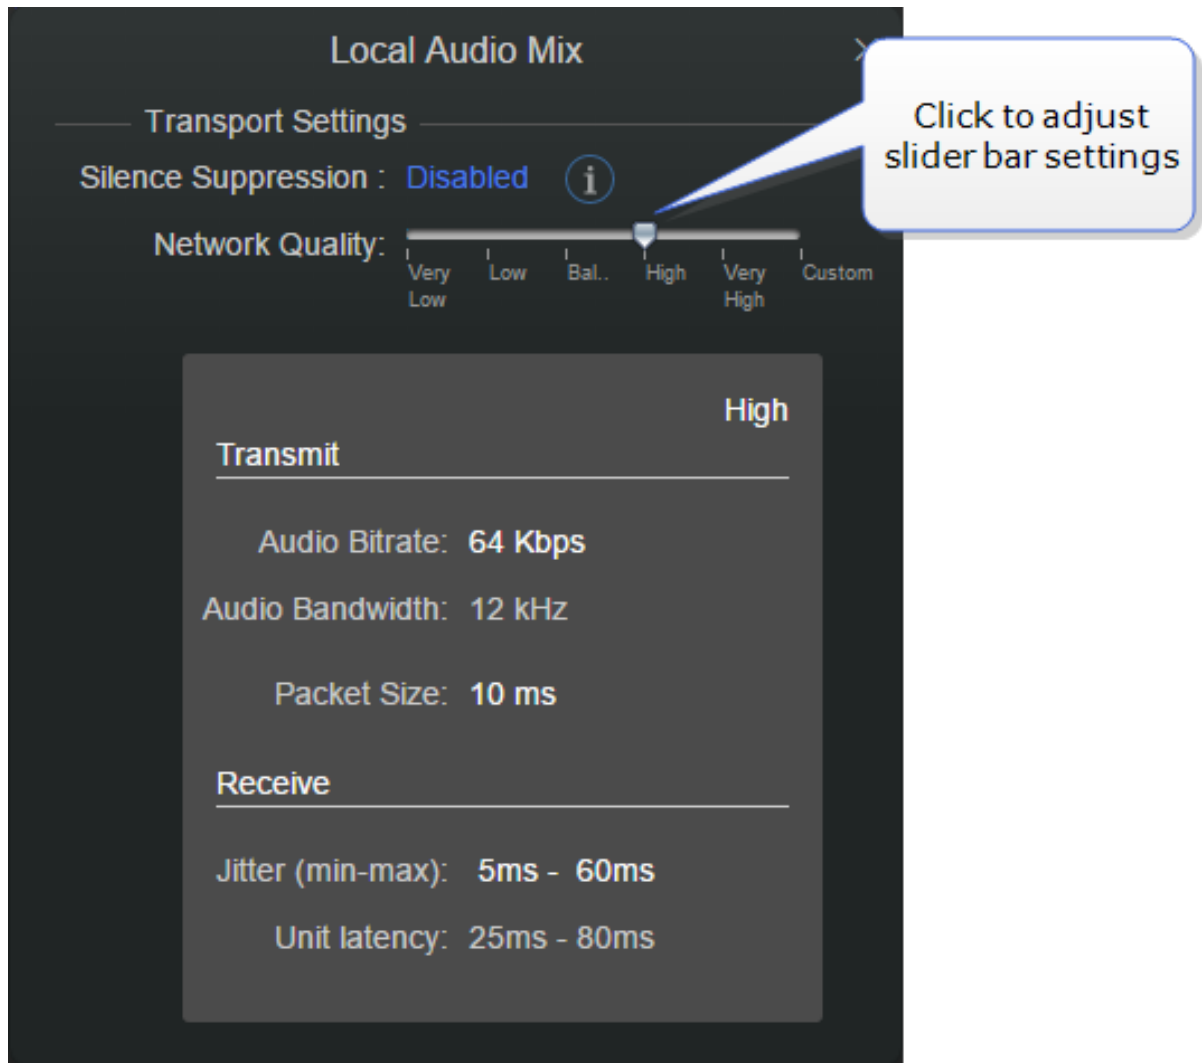 Local Audio Mix
Click to adjust
slider bar settings
Transport Settings
Silence Suppression : Disabled i
Network Quality:
Very Low Low Bal.. High Very High Custom
High
Transmit
Audio Bitrate: 64 Kbps
Audio Bandwidth: 12 kHz
Packet Size: 10 ms
Receive
Jitter (min-max): 5ms - 60ms
Unit latency: 25ms - 80ms